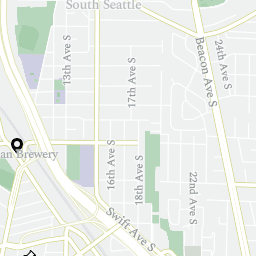 South Seattle
13th Ave S
17th Ave S
Beacon Ave S
24th Ave S
an Brewery
16th Ave S
18th Ave S
22nd Ave S
Swift Ave S